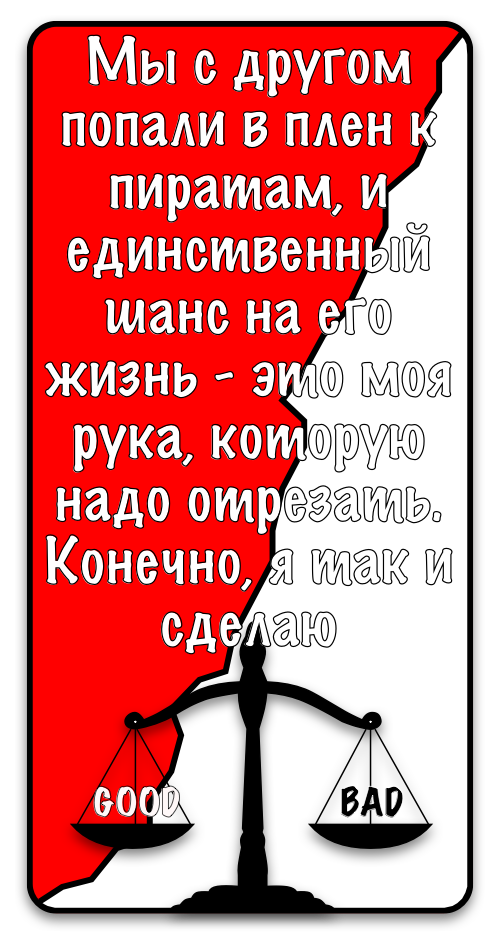 Мы с другом
попали в плен к
пиратам, и
единственный
шанс на его
жизнь - это моя
рука, которую
надо отрезать.
Конечно, я так и
сделаю
GOOD
BAD